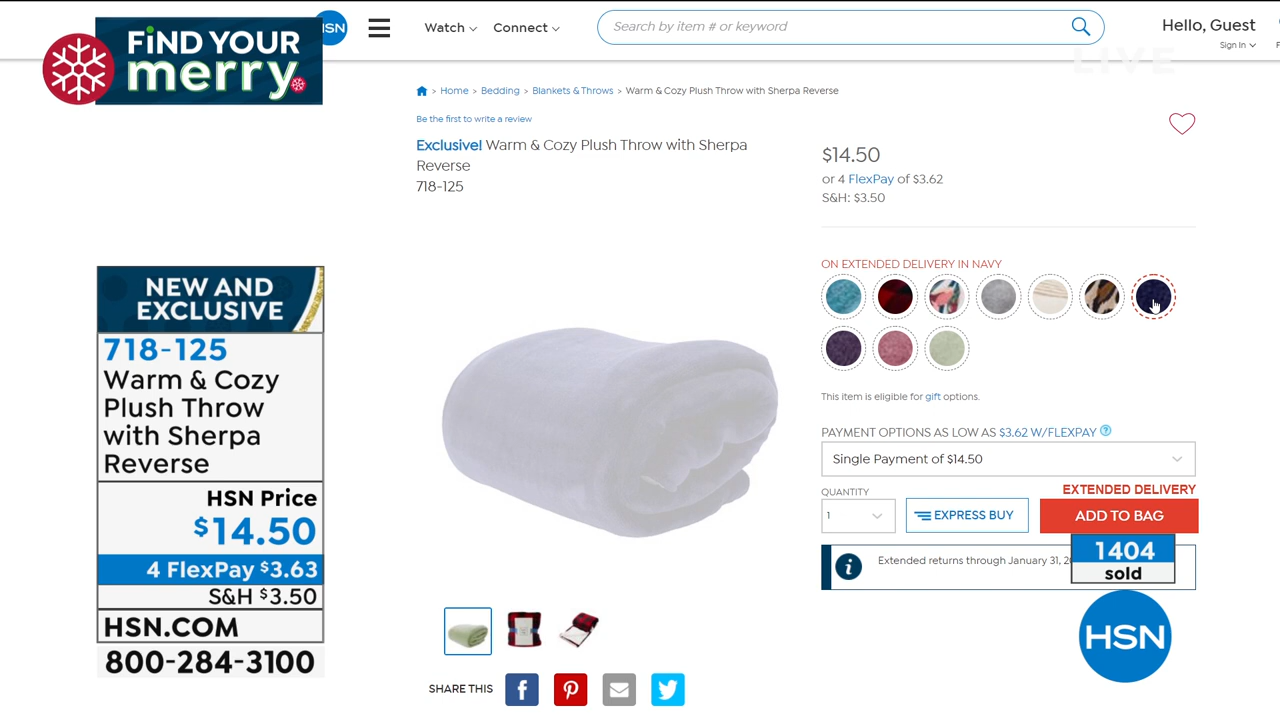 FiND YOUR
merry
HSN
Watch
Connect
Search by item # or keyword
Hello, Guest
Sign In
LIVE
> Home > Bedding > Blankets & Throws > Warm & Cozy Plush Throw with Sherpa Reverse
Be the first to write a review
Exclusive! Warm & Cozy Plush Throw with Sherpa
Reverse
718-125
$14.50
or 4 FlexPay of $3.62
S&H: $3.50
ON EXTENDED DELIVERY IN NAVY
This item is eligible for gift options.
PAYMENT OPTIONS AS LOW AS $3.62 W/FLEXPAY ?
Single Payment of $14.50
EXTENDED DELIVERY
QUANTITY
1
EXPRESS BUY
ADD TO BAG
Extended returns through January 31,
1404
sold
HSN
NEW AND
EXCLUSIVE
718-125
Warm & Cozy
Plush Throw
with Sherpa
Reverse
HSN Price
$14.50
4 FlexPay $3.63
S&H $3.50
HSN.COM
800-284-3100
SHARE THIS